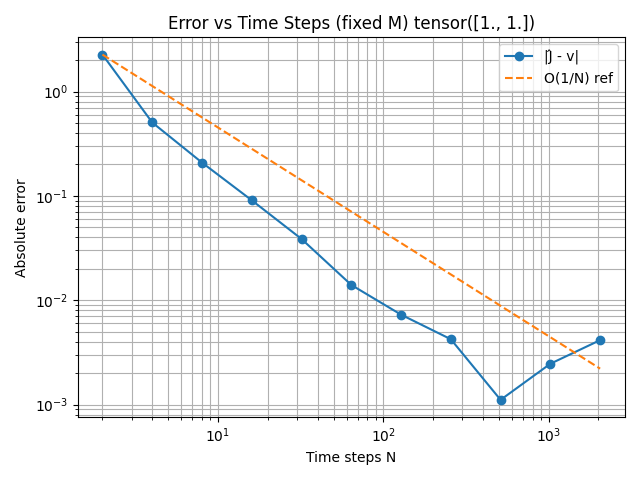 Error vs Time Steps (fixed M) tensor([1., 1.])
|Ĵ - v|
O(1/N) ref
10⁰
10⁻¹
10⁻²
10⁻³
Absolute error
10¹
10²
10³
Time steps N